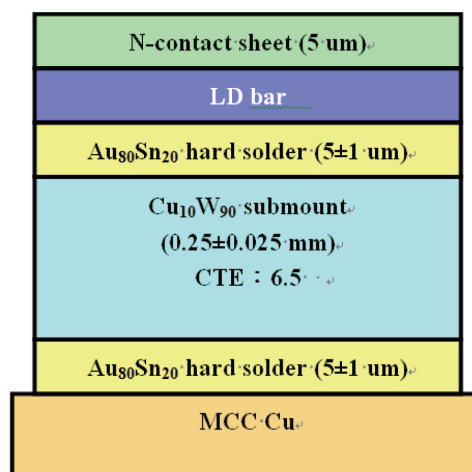 N-contact sheet (5 um)
LD bar
Au₈₀Sn₂₀ hard solder (5±1 um)
Cu₁₀W₉₀ submount
(0.25±0.025 mm)
CTE：6.5
Au₈₀Sn₂₀ hard solder (5±1 um)
MCC Cu